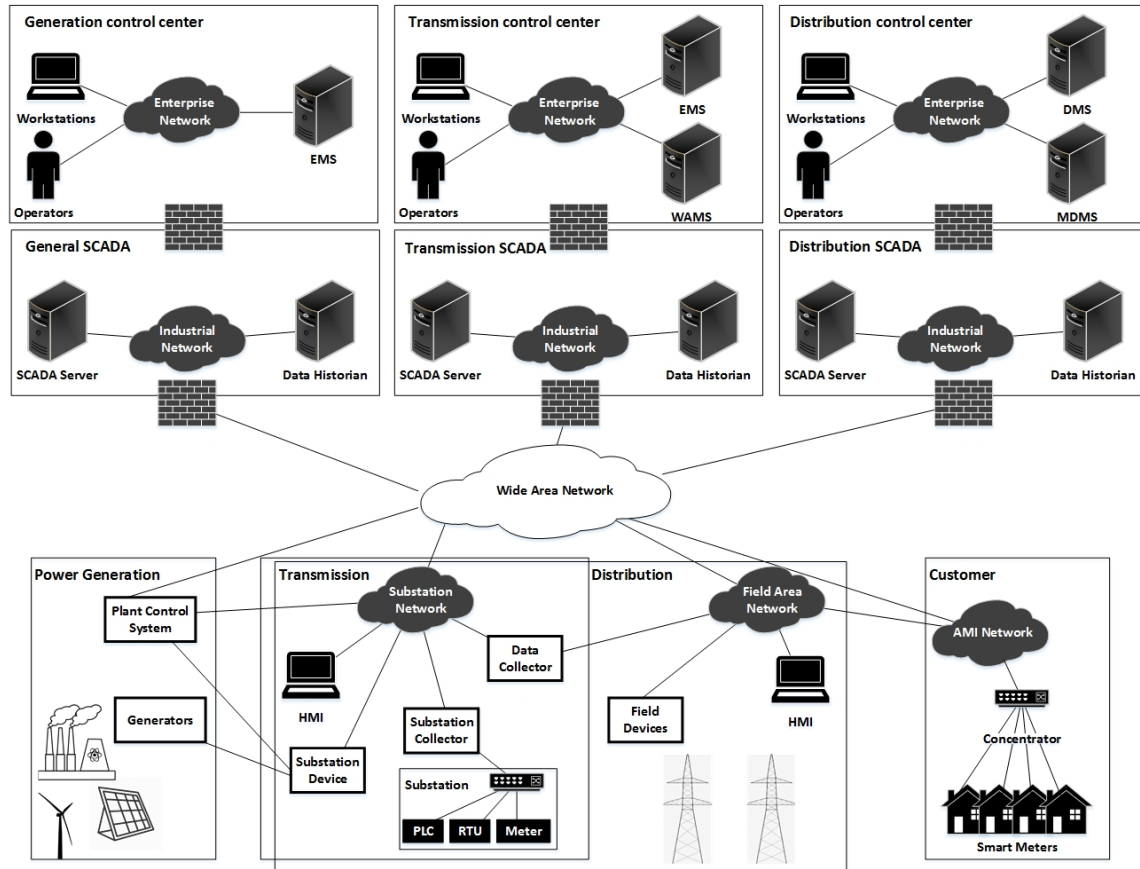 Generation control center
Workstations
Enterprise
Network
EMS
Operators
Transmission control center
Workstations
Enterprise
Network
EMS
WAMS
Operators
Distribution control center
Workstations
Enterprise
Network
DMS
MDMS
Operators
General SCADA
Industrial
Network
SCADA Server
Data Historian
Transmission SCADA
Industrial
Network
SCADA Server
Data Historian
Distribution SCADA
Industrial
Network
SCADA Server
Data Historian
Wide Area Network
Power Generation
Plant Control
System
Generators
Transmission
Substation
Network
HMI
Data
Collector
Substation
Collector
Substation
Device
Substation
PLC
RTU
Meter
Distribution
Field Area
Network
Field
Devices
HMI
Customer
AMI Network
Concentrator
Smart Meters